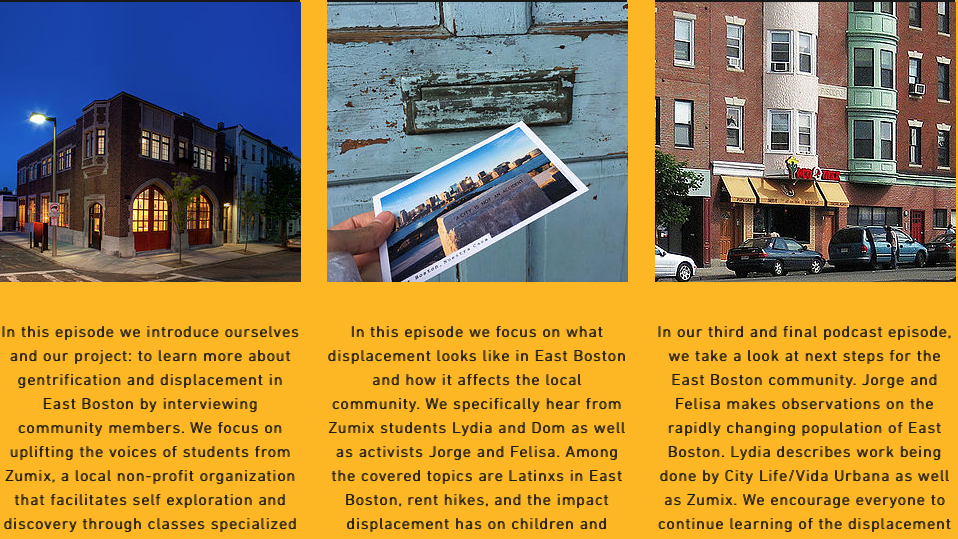 A CITY IS NOT AN ACCIDENT
Boston, Nuestra Casa
In this episode we introduce ourselves
and our project: to learn more about
gentrification and displacement in
East Boston by interviewing
community members. We focus on
uplifting the voices of students from
Zumix, a local non-profit organization
that facilitates self exploration and
discovery through classes specialized
In this episode we focus on what
displacement looks like in East Boston
and how it affects the local
community. We specifically hear from
Zumix students Lydia and Dom as well
as activists Jorge and Felisa. Among
the covered topics are Latinxs in East
Boston, rent hikes, and the impact
displacement has on children and
In our third and final podcast episode,
we take a look at next steps for the
East Boston community. Jorge and
Felisa makes observations on the
rapidly changing population of East
Boston. Lydia describes work being
done by City Life/Vida Urbana as well
as Zumix. We encourage everyone to
continue learning of the displacement